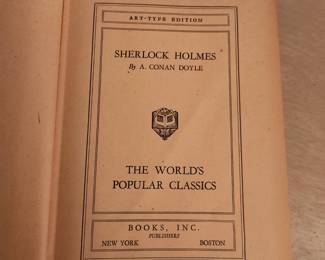 ART-TYPE EDITION
SHERLOCK HOLMES
By A. CONAN DOYLE
THE WORLD'S
POPULAR CLASSICS
BOOKS, INC.
PUBLISHERS
NEW YORK BOSTON